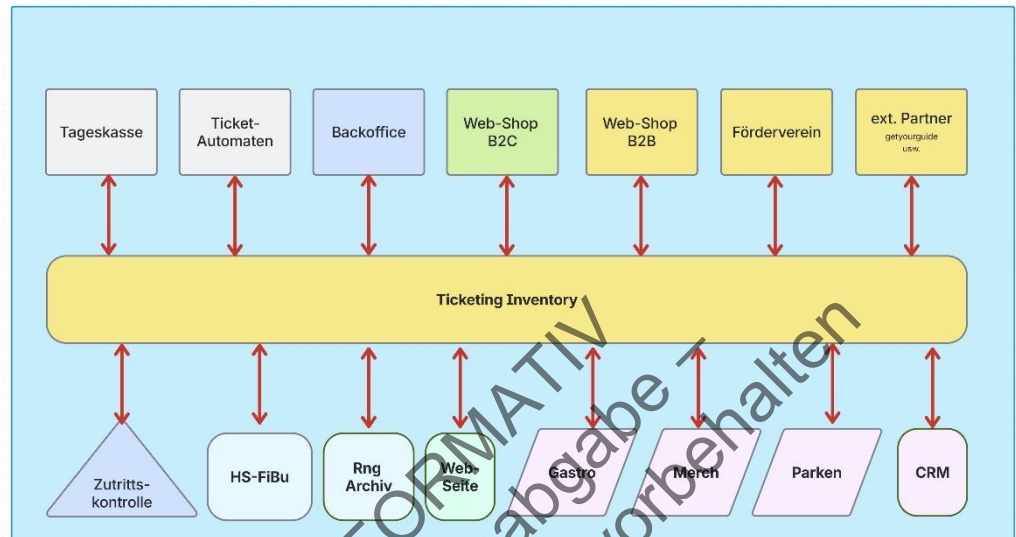 Tageskasse
Ticket-
Automaten
Backoffice
Web-Shop
B2C
Web-Shop
B2B
Förderverein
ext. Partner
getyourguide
usw.
Ticketing Inventory
Zutritts-
kontrolle
HS-FiBu
Rng
Archiv
Web-
Seite
Gastro
Merch
Parken
CRM
abgabe –
vorbehalten